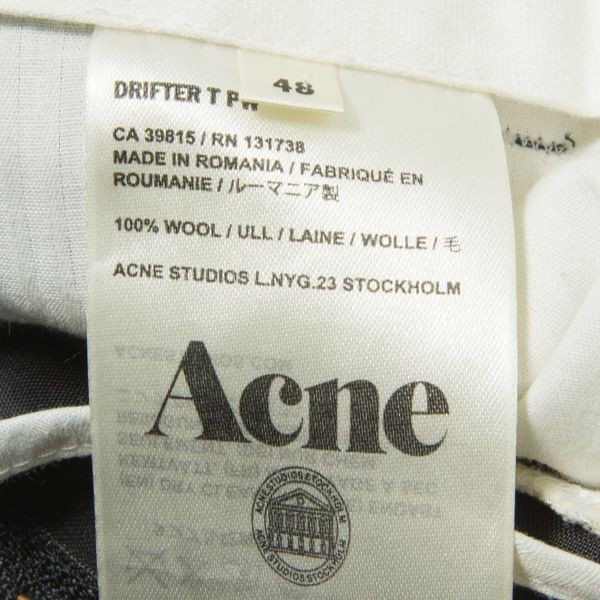 48
DRIFTER T PW
CA 39815 / RN 131738
MADE IN ROMANIA / FABRIQUÉ EN
ROUMANIE / ルーマニア製
100% WOOL / ULL / LAINE / WOLLE / 毛
ACNE STUDIOS L.NYG.23 STOCKHOLM
Acne
ACNE STUDIOS STOCKHOLM
ACNE STUDIOS STOCKHOLM